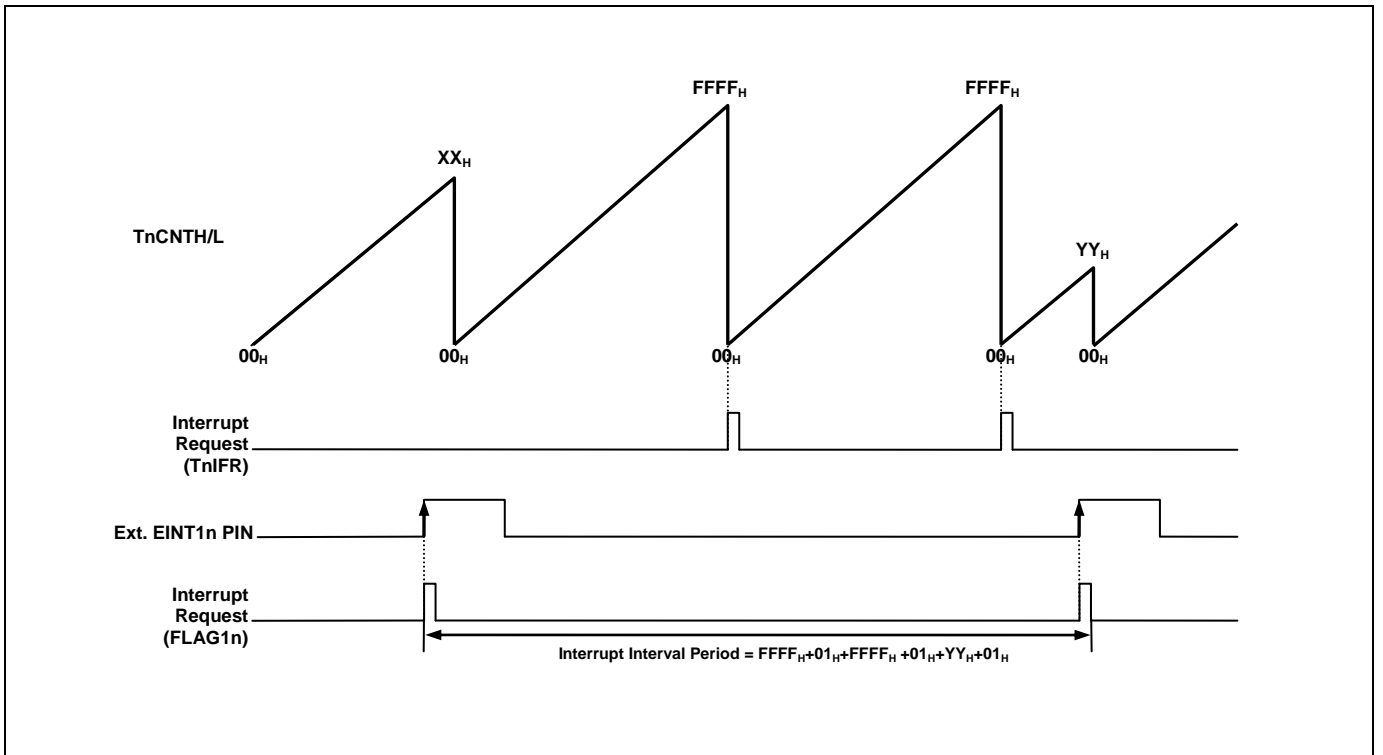 FFFFH
FFFFH
XXH
TnCNTH/L
YYH
00H
00H
00H
00H
00H
Interrupt
Request
(TnIFR)
Ext. EINT1n PIN
Interrupt
Request
(FLAG1n)
Interrupt Interval Period = FFFFH+01H+FFFFH +01H+YYH+01H